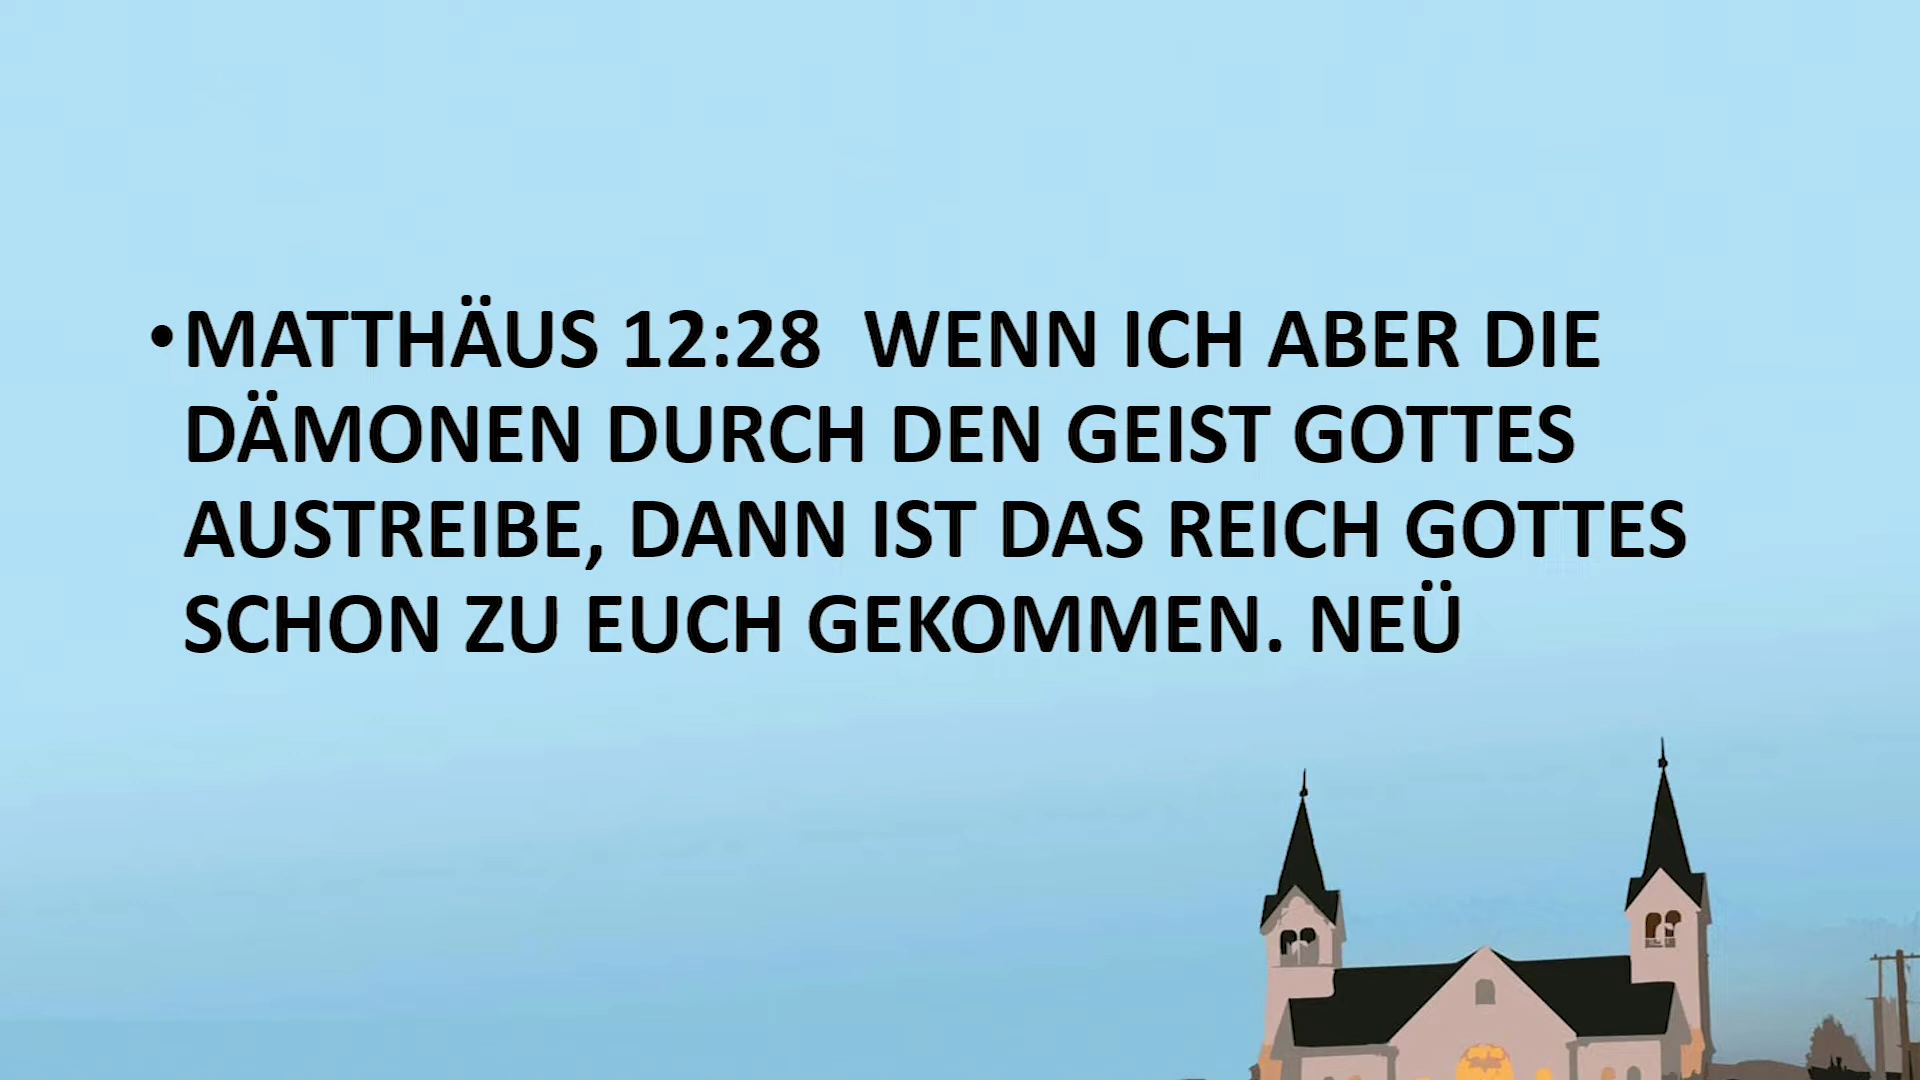 •MATTHÄUS 12:28  WENN ICH ABER DIE
DÄMONEN DURCH DEN GEIST GOTTES
AUSTREIBE, DANN IST DAS REICH GOTTES
SCHON ZU EUCH GEKOMMEN. NEÜ